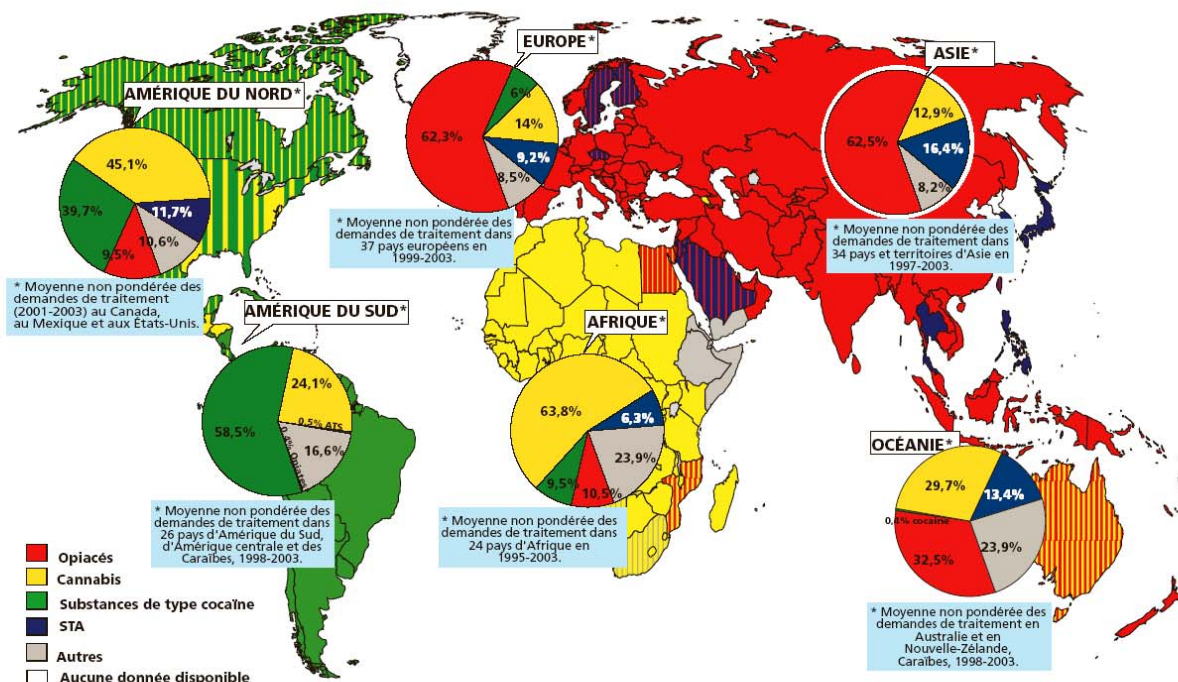 EUROPE*
6%
14%
9,2%
8,5%
62,3%
* Moyenne non pondérée des
demandes de traitement dans
37 pays européens en
1999-2003.
ASIE*
12,9%
16,4%
8,2%
62,5%
* Moyenne non pondérée des
demandes de traitement dans
34 pays et territoires d'Asie en
1997-2003.
AMÉRIQUE DU NORD*
45,1%
39,7%
11,7%
10,6%
9,5%
* Moyenne non pondérée des
demandes de traitement
(2001-2003) au Canada,
au Mexique et aux États-Unis.
AMÉRIQUE DU SUD*
24,1%
58,5%
0,5% ATS
0,4% Opiates
16,6%
* Moyenne non pondérée des
demandes de traitement dans
26 pays d'Amérique du Sud,
d'Amérique centrale et des
Caraïbes, 1998-2003.
AFRIQUE*
63,8%
6,3%
23,9%
10,5%
9,5%
* Moyenne non pondérée des
demandes de traitement dans
24 pays d'Afrique en
1995-2003.
OCÉANIE*
29,7%
13,4%
0,4% cocaine
23,9%
32,5%
* Moyenne non pondérée des
demandes de traitement en
Australie et en
Nouvelle-Zélande,
Caraïbes, 1998-2003.
Opiacés
Cannabis
Substances de type cocaïne
STA
Autres
Aucune donnée disponible